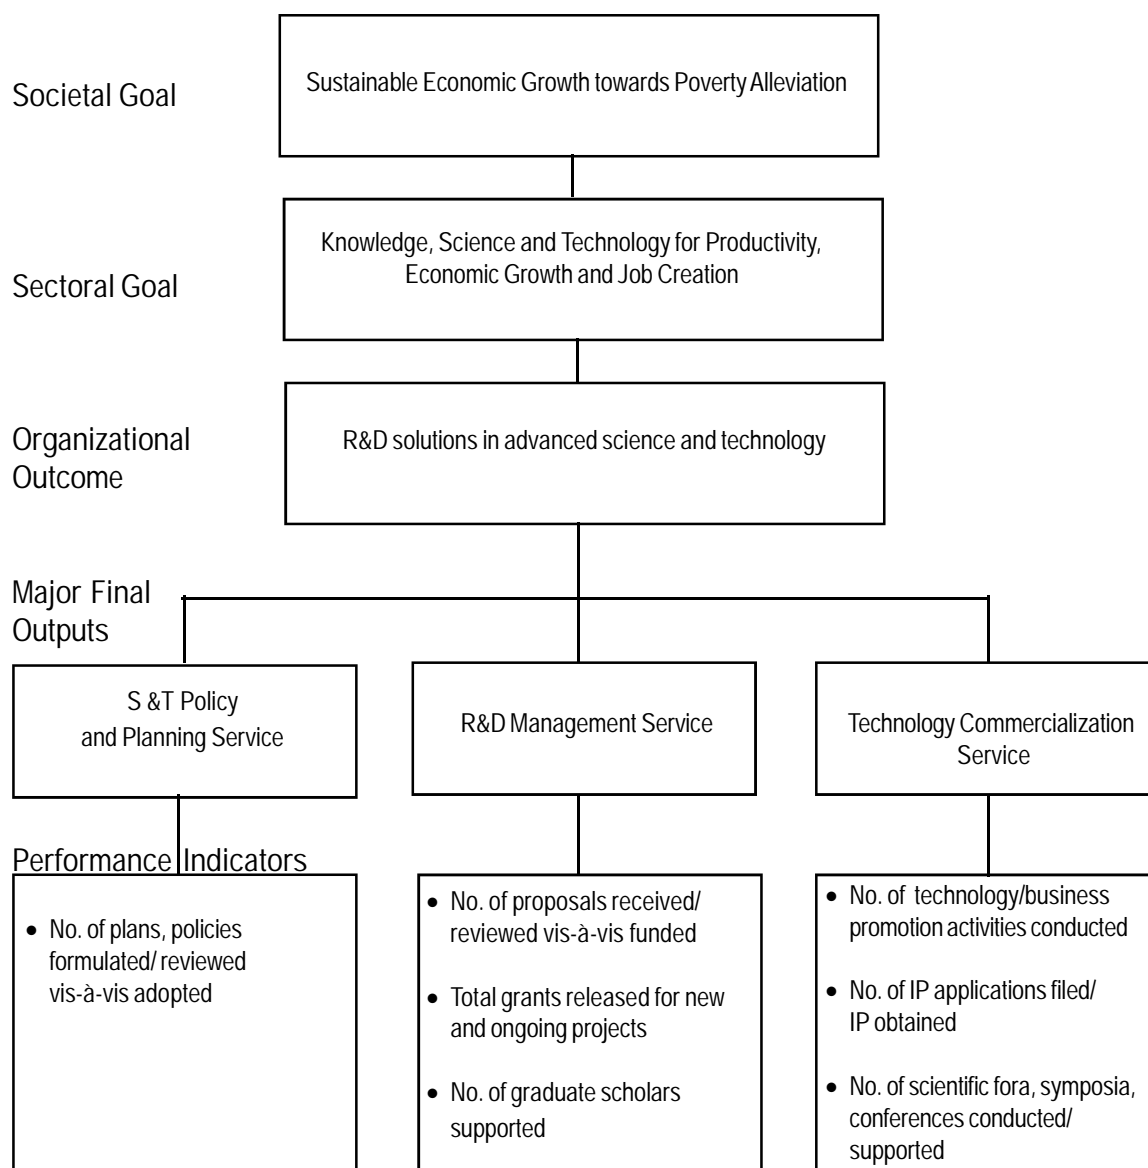 Societal Goal
Sustainable Economic Growth towards Poverty Alleviation
Sectoral Goal
Knowledge, Science and Technology for Productivity,
Economic Growth and Job Creation
Organizational
Outcome
R&D solutions in advanced science and technology
Major Final
Outputs
S &T Policy
and Planning Service
R&D Management Service
Technology Commercialization
Service
Performance Indicators
• No. of plans, policies
formulated/ reviewed
vis-à-vis adopted
• No. of proposals received/
reviewed vis-à-vis funded
• Total grants released for new
and ongoing projects
• No. of graduate scholars
supported
• No. of technology/business
promotion activities conducted
• No. of IP applications filed/
IP obtained
• No. of scientific fora, symposia,
conferences conducted/
supported